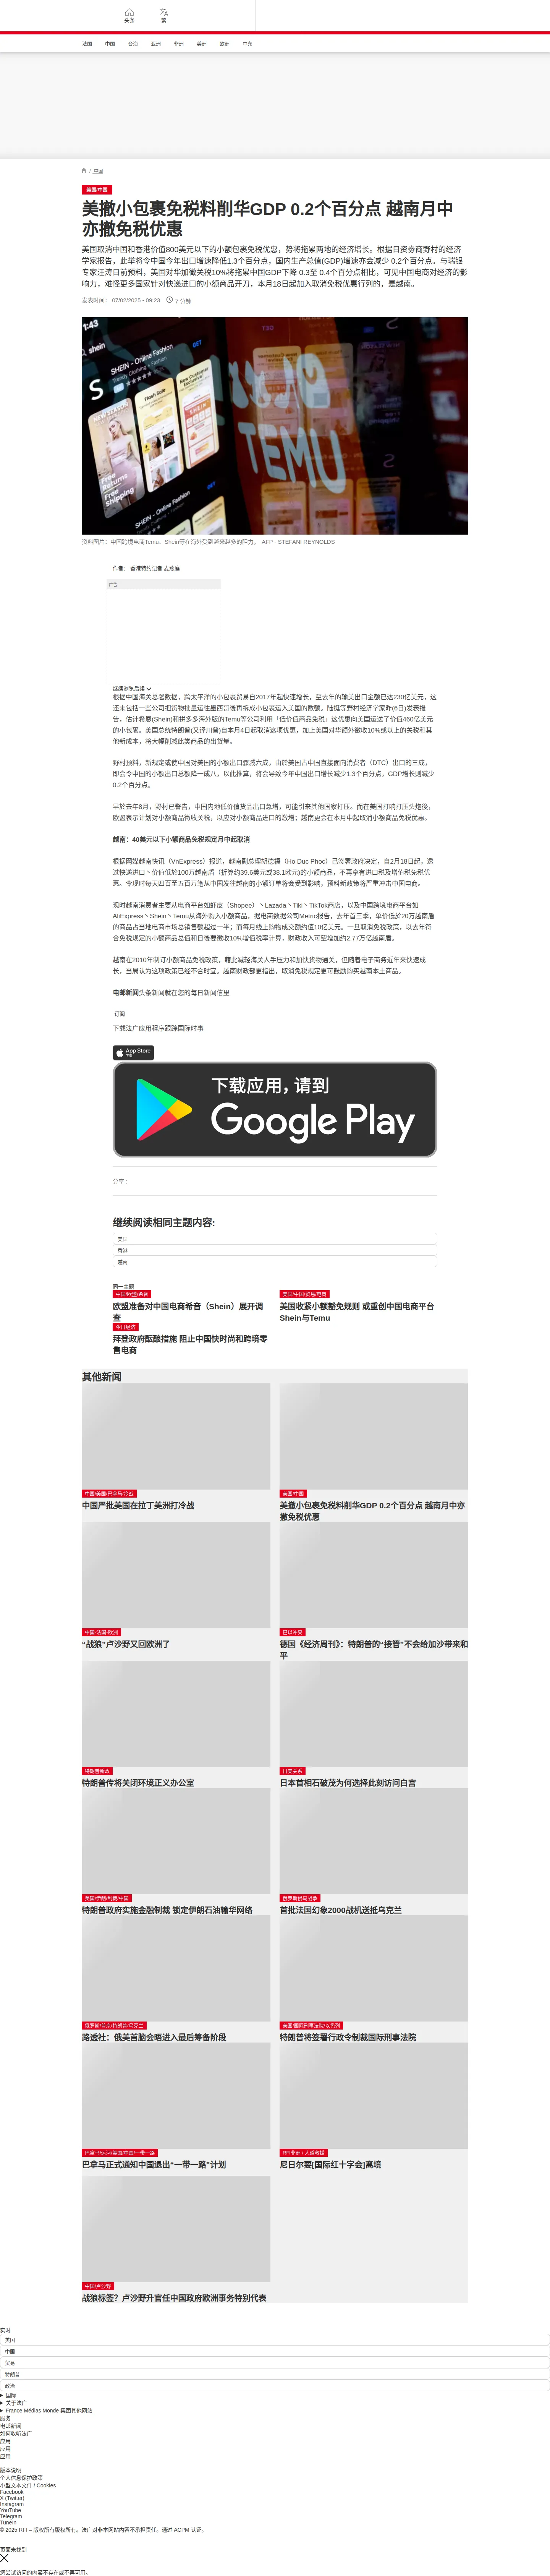 头条
繁
法国
中国
台海
亚洲
非洲
美洲
欧洲
中东
/ 中国
美国/中国
美撤小包裹免税料削华GDP 0.2个百分点 越南月中
亦撤免税优惠
美国取消中国和香港价值800美元以下的小额包裹免税优惠，势将拖累两地的经济增长。根据日资券商野村的经济
学家报告，此举将令中国今年出口增速降低1.3个百分点，国内生产总值(GDP)增速亦会减少 0.2个百分点。与瑞银
专家汪涛日前预料，美国对华加徵关税10%将拖累中国GDP下降 0.3至 0.4个百分点相比，可见中国电对经济的影
响力，难怪更多国家针对快递进口的小额商品开刀，本月18日起加入取消免税优惠行列的，是越南。
发表时间： 07/02/2025 - 09:23
7 分钟
资料图片：中国跨境电商Temu、Shein等在海外受到越来越多的阻力。 AFP - STEFANI REYNOLDS
作者： 香港特约记者 麦燕庭
广告
继续浏览后续
根据中国海关总署数据，跨太平洋的小包裹贸易自2017年起快速增长，至去年的输美出口金额已达230亿美元，这
还未包括一些公司把货物批量运往墨西哥後再拆成小包裹运入美国的数额。陆挺等野村经济学家昨(6日)发表报
告，估计希恩(Shein)和拼多多海外版的Temu等公司利用「低价值商品免税」这优惠向美国运送了价值460亿美元
的小包裹。美国总统特朗普(又译川普)自本月4日起取消这项优惠，加上美国对华额外徵收10%或以上的关税和其
他新成本，将大幅削减此类商品的出货量。
野村预料，新规定或使中国对美国的小额出口骤减六成，由於美国占中国直接面向消费者（DTC）出口的三成，
即会令中国的小额出口总额降一成八，以此推算，将会导致今年中国出口增长减少1.3个百分点，GDP增长则减少
0.2个百分点。
早於去年8月，野村已警告，中国内地低价值货品出口急增，可能引来其他国家打压。而在美国打响打压头炮後，
欧盟表示计划对小额商品徵收关税，以应对小额商品进口的激增；越南更会在本月中起取消小额商品免税优惠。
越南：40美元以下小额商品免税规定月中起取消
根据网媒越南快讯（VnExpress）报道，越南副总理胡德福（Ho Duc Phoc）己签署政府决定，自2月18日起，透
过快递进口丶价值低於100万越南盾（折算约39.6美元或38.1欧元)的小额商品，不再享有进口税及增值税免税优
惠。令现时每天四百至五百万笔从中国发往越南的小额订单将会受到影响。预料新政策将严重冲击中国电商。
现时越南消费者主要从电商平台如虾皮（Shopee）丶Lazada丶Tiki丶TikTok商店，以及中国跨境电商平台如
AliExpress丶Shein丶Temu从海外购入小额商品，据电商数据公司Metric报告，去年首三季，单价低於20万越南盾
的商品占当地电商市场总销售额超过一半；而每月线上购物成交额约值10亿美元。一旦取消免税政策，以去年符
合免税规定的小额商品总值和日後要徵收10%增值税率计算，财政收入可望增加约2.77万亿越南盾。
越南在2010年制订小额商品免税政策，藉此减轻海关人手压力和加快货物通关，但随着电子商务近年来快速成
长，当局认为这项政策已经不合时宜。越南财政部更指出，取消免税规定更可鼓励购买越南本土商品。
电邮新闻头条新闻就在您的每日新闻信里
订阅
下载法广应用程序跟踪国际时事
App Store
下载
下载应用，请到
Google Play
分享 :
继续阅读相同主题内容:
美国
香港
越南
同一主题
中国/欧盟/希音
欧盟准备对中国电商希音（Shein）展开调
查
美国/中国/贸易/电商
美国收紧小额豁免规则 或重创中国电商平台
Shein与Temu
今日经济
拜登政府酝酿措施 阻止中国快时尚和跨境零
售电商
其他新闻
中国/美国/巴拿马/冷战
中国严批美国在拉丁美洲打冷战
美国/中国
美撤小包裹免税料削华GDP 0.2个百分点 越南月中亦
撤免税优惠
中国-法国-欧洲
“战狼”卢沙野又回欧洲了
巴以冲突
德国《经济周刊》：特朗普的“接管”不会给加沙带来和
平
特朗普新政
特朗普传将关闭环境正义办公室
日美关系
日本首相石破茂为何选择此刻访问白宫
美国/伊朗/制裁/中国
特朗普政府实施金融制裁 锁定伊朗石油输华网络
俄罗斯侵乌战争
首批法国幻象2000战机送抵乌克兰
俄罗斯/普京/特朗普/乌克兰
路透社：俄美首脑会晤进入最后筹备阶段
美国/国际刑事法院/以色列
特朗普将签署行政令制裁国际刑事法院
巴拿马/运河/美国/中国/一带一路
巴拿马正式通知中国退出“一带一路”计划
RFI非洲 / 人道救援
尼日尔要[国际红十字会]离境
中国/卢沙野
战狼标签？卢沙野升官任中国政府欧洲事务特别代表
实时
美国
中国
贸易
特朗普
政治
国际
关于法广
France Médias Monde 集团其他网站
服务
电邮新闻
如何收听法广
应用
应用
应用
版本说明
个人信息保护政策
小型文本文件 / Cookies
Facebook
X (Twitter)
Instagram
YouTube
Telegram
TuneIn
© 2025 RFI – 版权所有版权所有。法广对非本网站内容不承担责任。通过 ACPM 认证。
页面未找到
您尝试访问的内容不存在或不再可用。